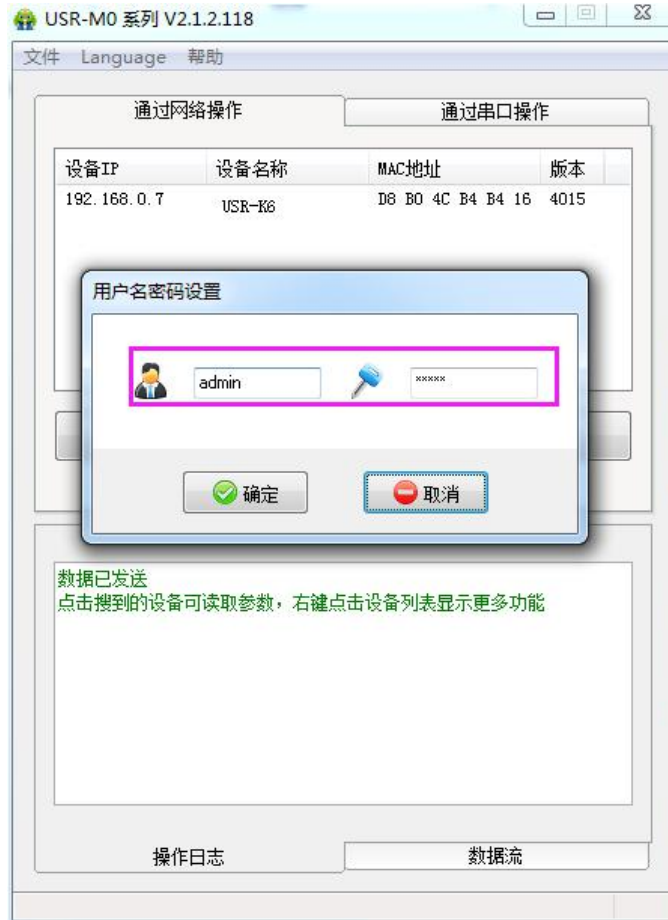 USR-M0 系列 V2.1.2.118
文件 Language 帮助
通过网络操作 通过串口操作
设备IP 设备名称 MAC地址 版本
192.168.0.7 USR-K6 D8 B0 4C B4 B4 16 4015
用户名密码设置
admin *****
确定 取消
数据已发送
点击搜到的设备可读取参数，右键点击设备列表显示更多功能
操作日志 数据流